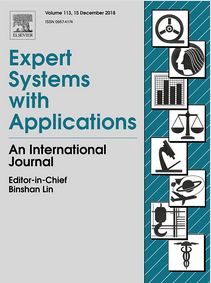 ELSEVIER
Volume 113, 15 December 2018
ISSN 0957-4174
Expert
Systems
with
Applications
An International
Journal
Editor-in-Chief
Binshan Lin